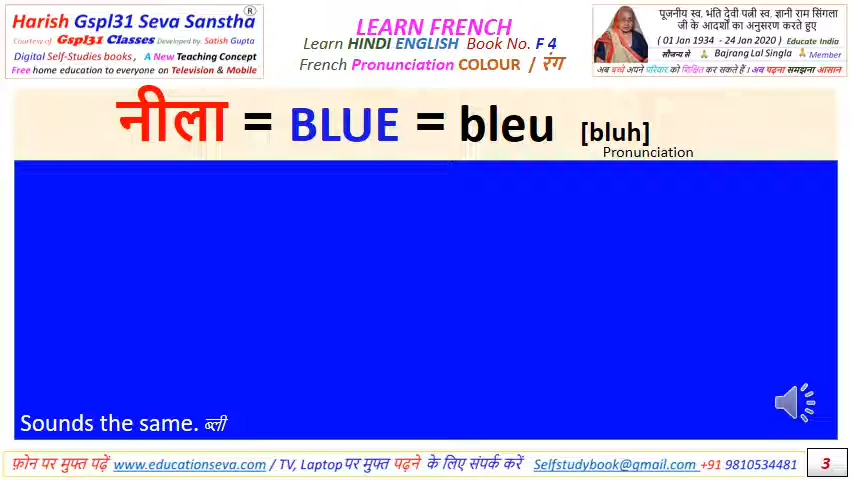 Harish Gspl31 Seva Sanstha ®
Courtesy of Gspl31 Classes Developed by. Satish Gupta
Digital Self-Studies books , A New Teaching Concept
Free home education to everyone on Television & Mobile
LEARN FRENCH
Learn HINDI ENGLISH Book No. F 4
French Pronunciation COLOUR / रंग
पूजनीय स्व. भंति देवी पत्नी स्व. ज्ञानी राम सिंगला
जी के आदर्शों का अनुसरण करते हुए
( 01 Jan 1934 - 24 Jan 2020 ) Educate India
सौजन्य से 🙏 Bajrang Lal Singla 🙏 Member
अब बच्चे अपने परिवार को शिक्षित कर सकते हैं । अब पढ़ना समझना आसान
नीला = BLUE = bleu [bluh]
Pronunciation
Sounds the same. ब्ली
फ़ोन पर मुफ्त पढ़ें www.educationseva.com / TV, Laptop पर मुफ्त पढ़ने के लिए संपर्क करें Selfstudybook@gmail.com +91 9810534481 3